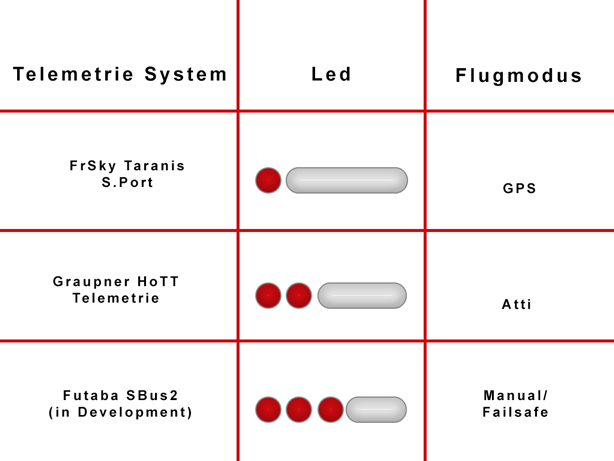 Telemetrie System Led Flugmodus
FrSky Taranis
S.Port
GPS
Graupner HoTT
Telemetrie
Atti
Futaba SBus2
(in Development)
Manual/
Failsafe